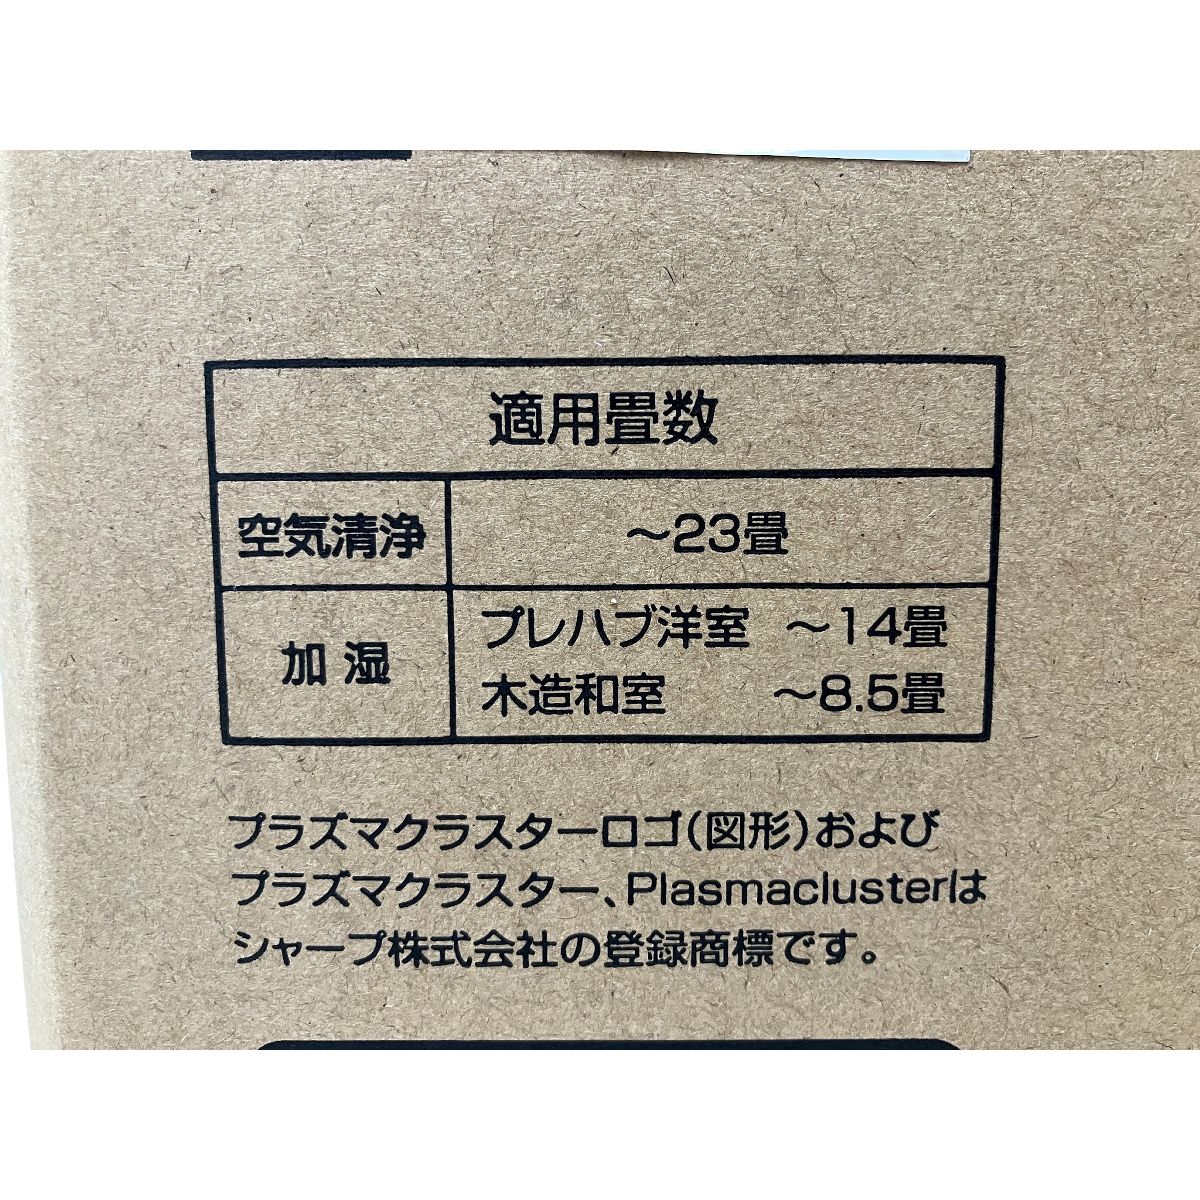 適用畳数
空気清浄 ～23畳
加湿 プレハブ洋室 ～14畳
木造和室 ～8.5畳
プラズマクラスターロゴ(図形)および
プラズマクラスター、Plasmaclusterは
シャープ株式会社の登録商標です。